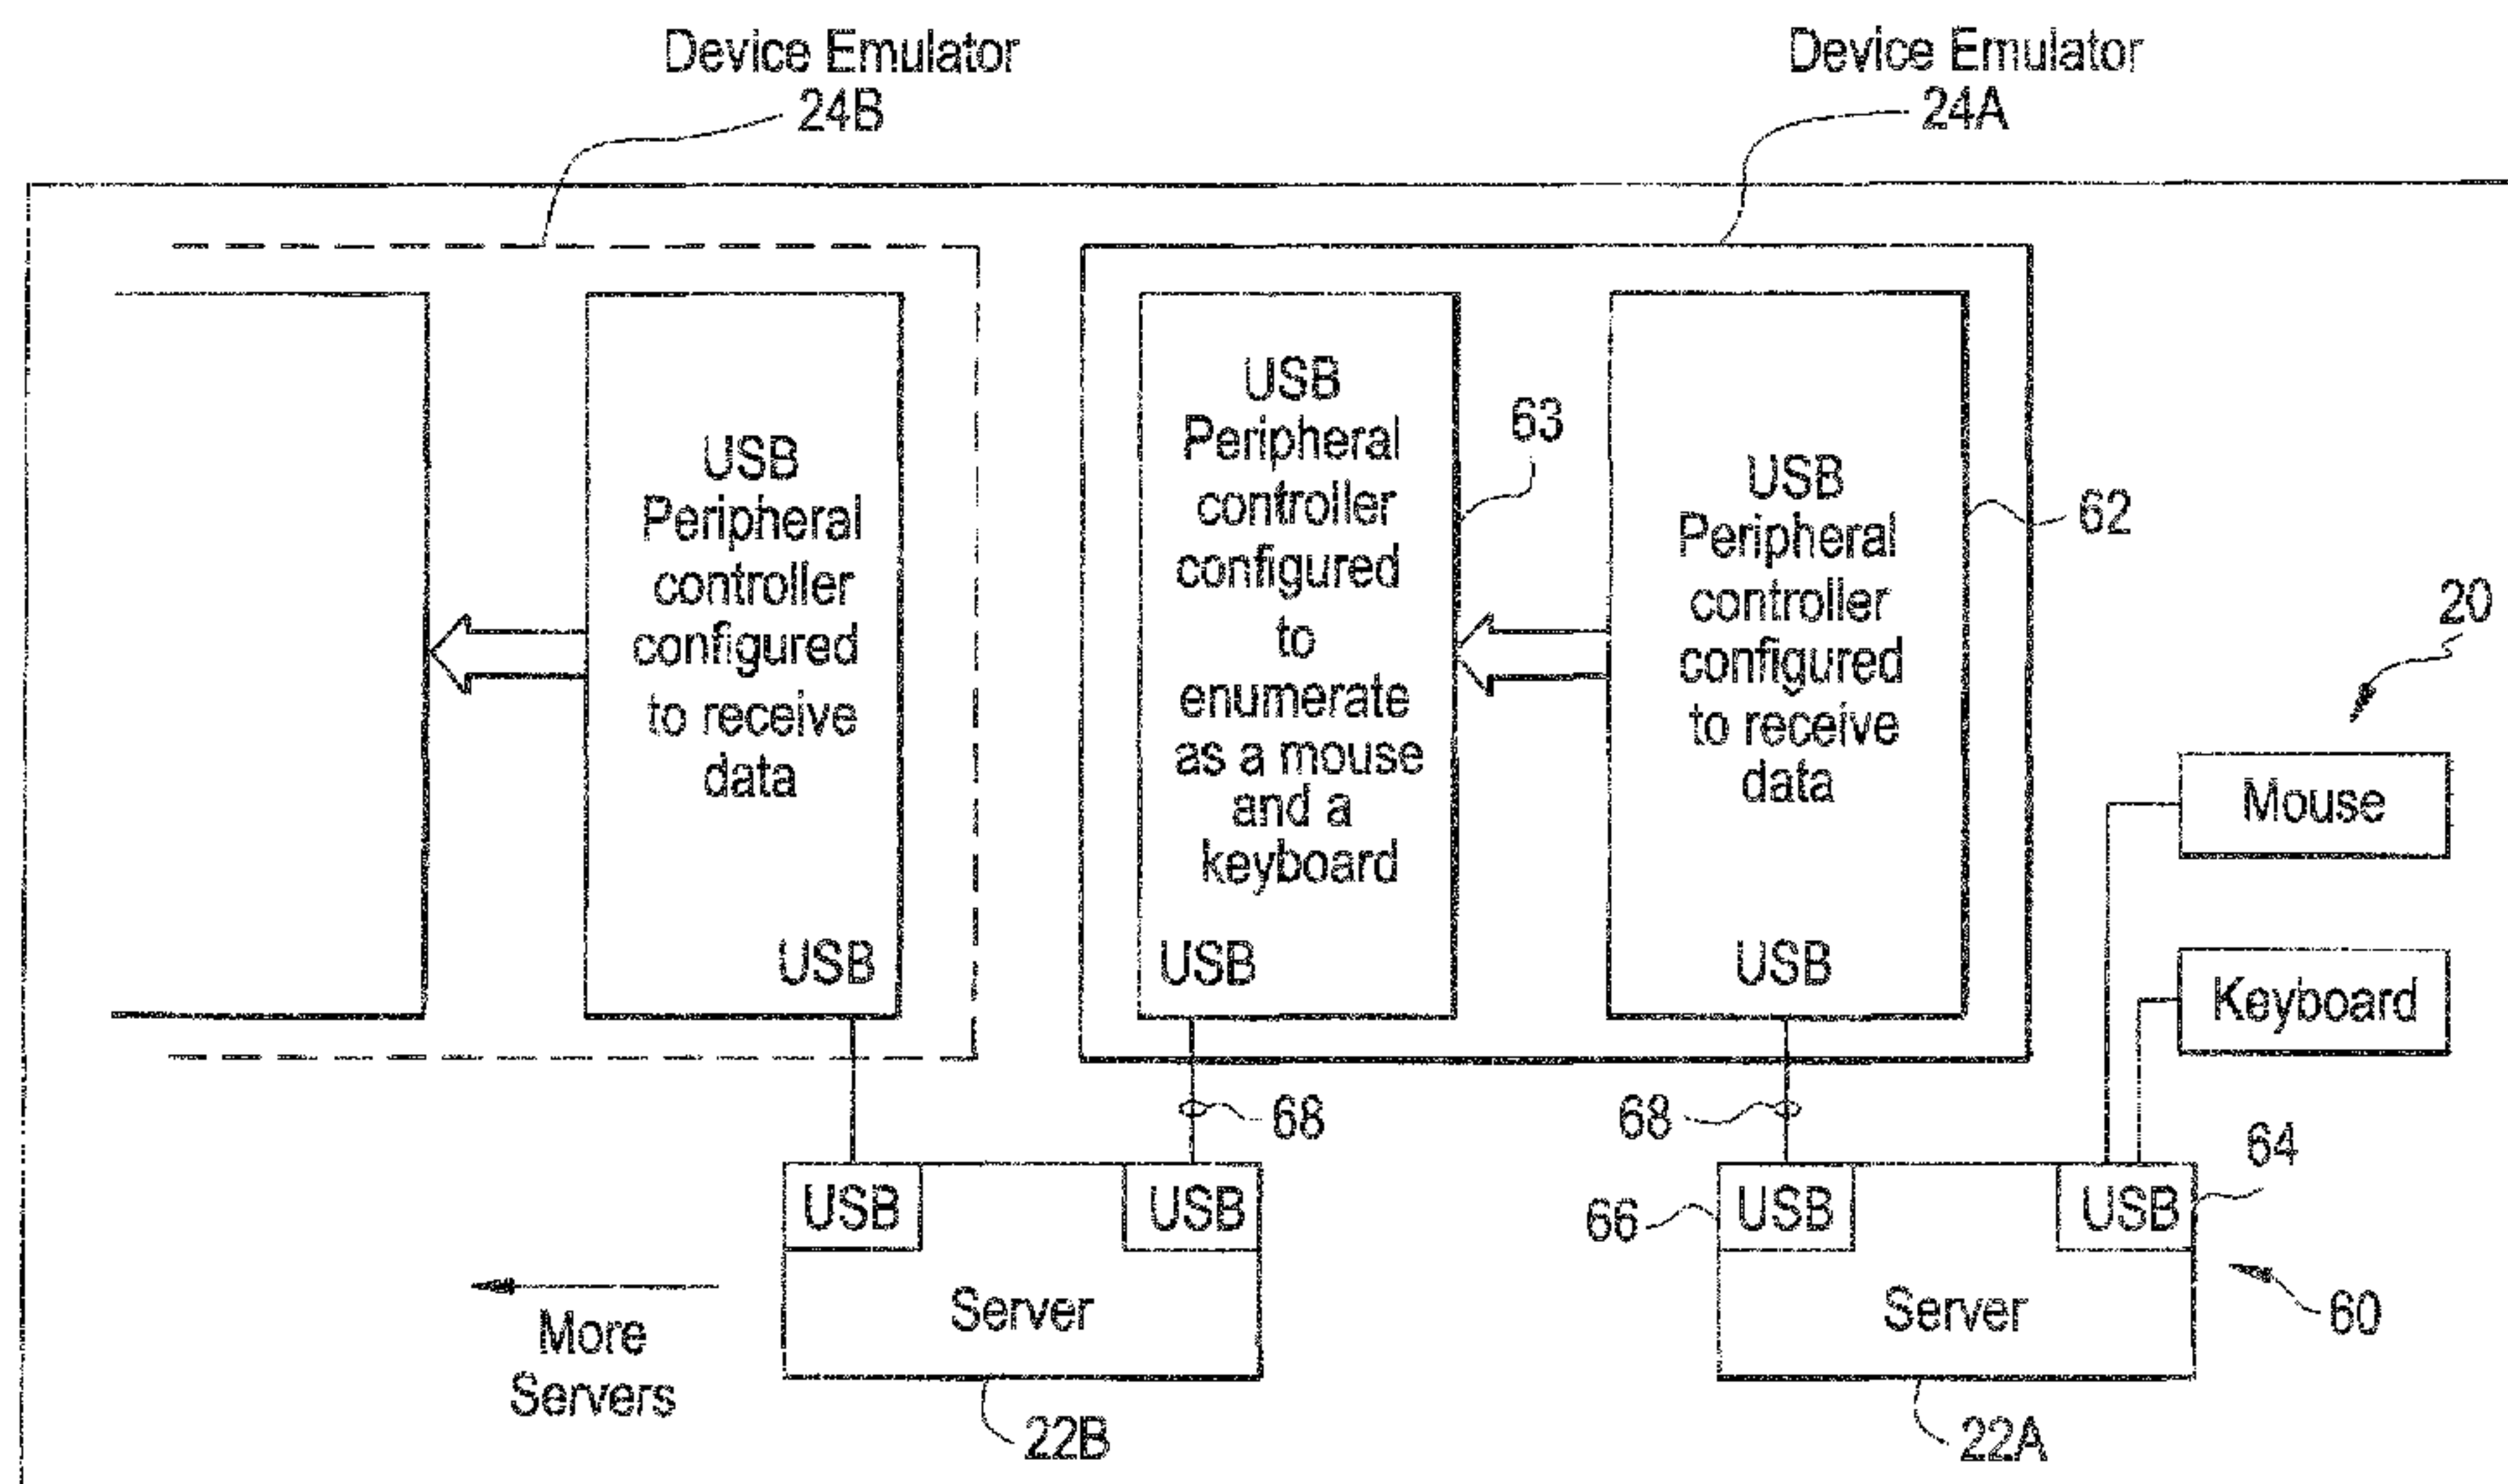 Device Emulator
24B
Device Emulator
24A
USB
Peripheral
controller
configured
to receive
data
USB
USB
Peripheral
controller
configured
to
enumerate
as a mouse
and a
keyboard
USB
63
USB
Peripheral
controller
configured
to receive
data
USB
62
20
Mouse
Keyboard
68
68
64
USB
USB
Server
22B
66
USB
USB
Server
22A
60
More
Servers